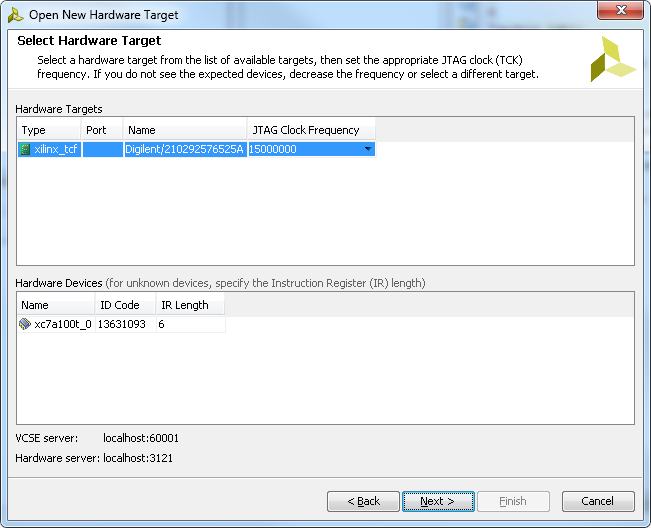 Open New Hardware Target
Select Hardware Target
Select a hardware target from the list of available targets, then set the appropriate JTAG clock (TCK)
frequency. If you do not see the expected devices, decrease the frequency or select a different target.
Hardware Targets
Type Port Name JTAG Clock Frequency
xilinx_tcf Digilent/210292576525A 15000000
Hardware Devices (for unknown devices, specify the Instruction Register (IR) length)
Name ID Code IR Length
xc7a100t_0 13631093 6
VCSE server: localhost:60001
Hardware server: localhost:3121
< Back Next > Finish Cancel